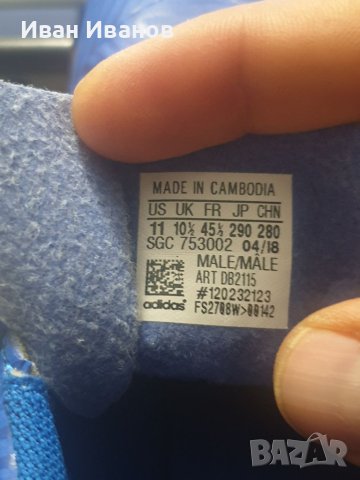 Иван Иванов
MADE IN CAMBODIA
US UK FR JP CHN
11 10½ 45⅓ 290 280
SGC 753002 04/18
MALE/MÂLE
ART DB2115
#120232123
adidas FS2708W>00142
BAZAR